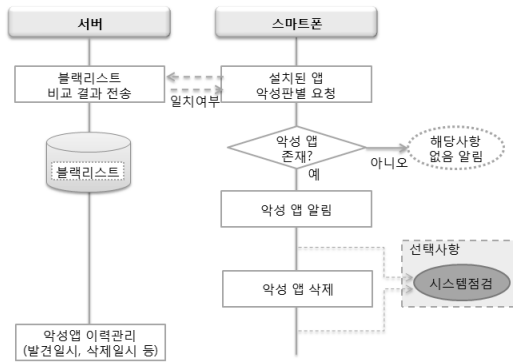 서버
스마트폰
블랙리스트
비교 결과 전송
일치여부
설치된 앱
악성판별 요청
악성 앱
존재?
아니오
해당사항
없음 알림
예
블랙리스트
악성 앱 알림
선택사항
악성 앱 삭제
시스템점검
악성앱 이력관리
(발견일시, 삭제일시 등)